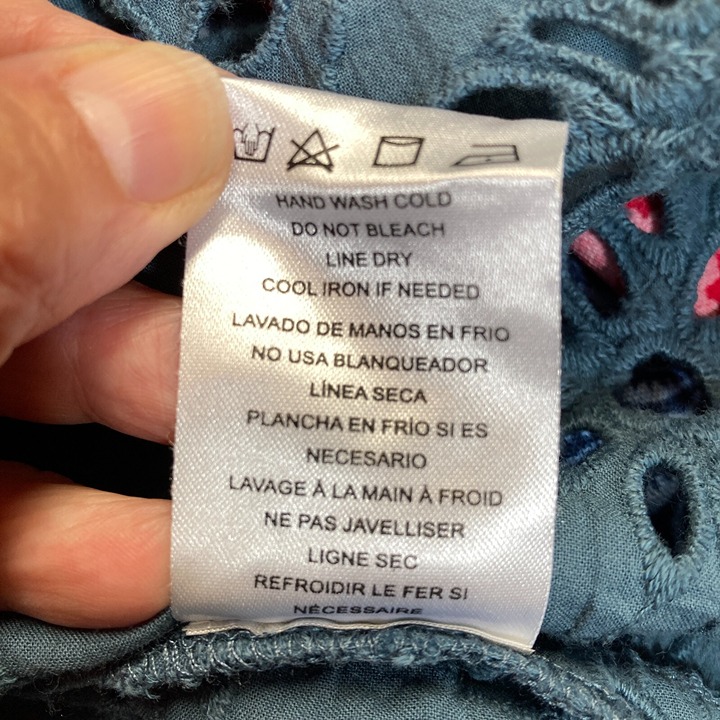 HAND WASH COLD
DO NOT BLEACH
LINE DRY
COOL IRON IF NEEDED
LAVADO DE MANOS EN FRIO
NO USA BLANQUEADOR
LÍNEA SECA
PLANCHA EN FRÍO SI ES
NECESARIO
LAVAGE À LA MAIN À FROID
NE PAS JAVELLISER
LIGNE SEC
REFROIDIR LE FER SI
NÉCESSAIRE